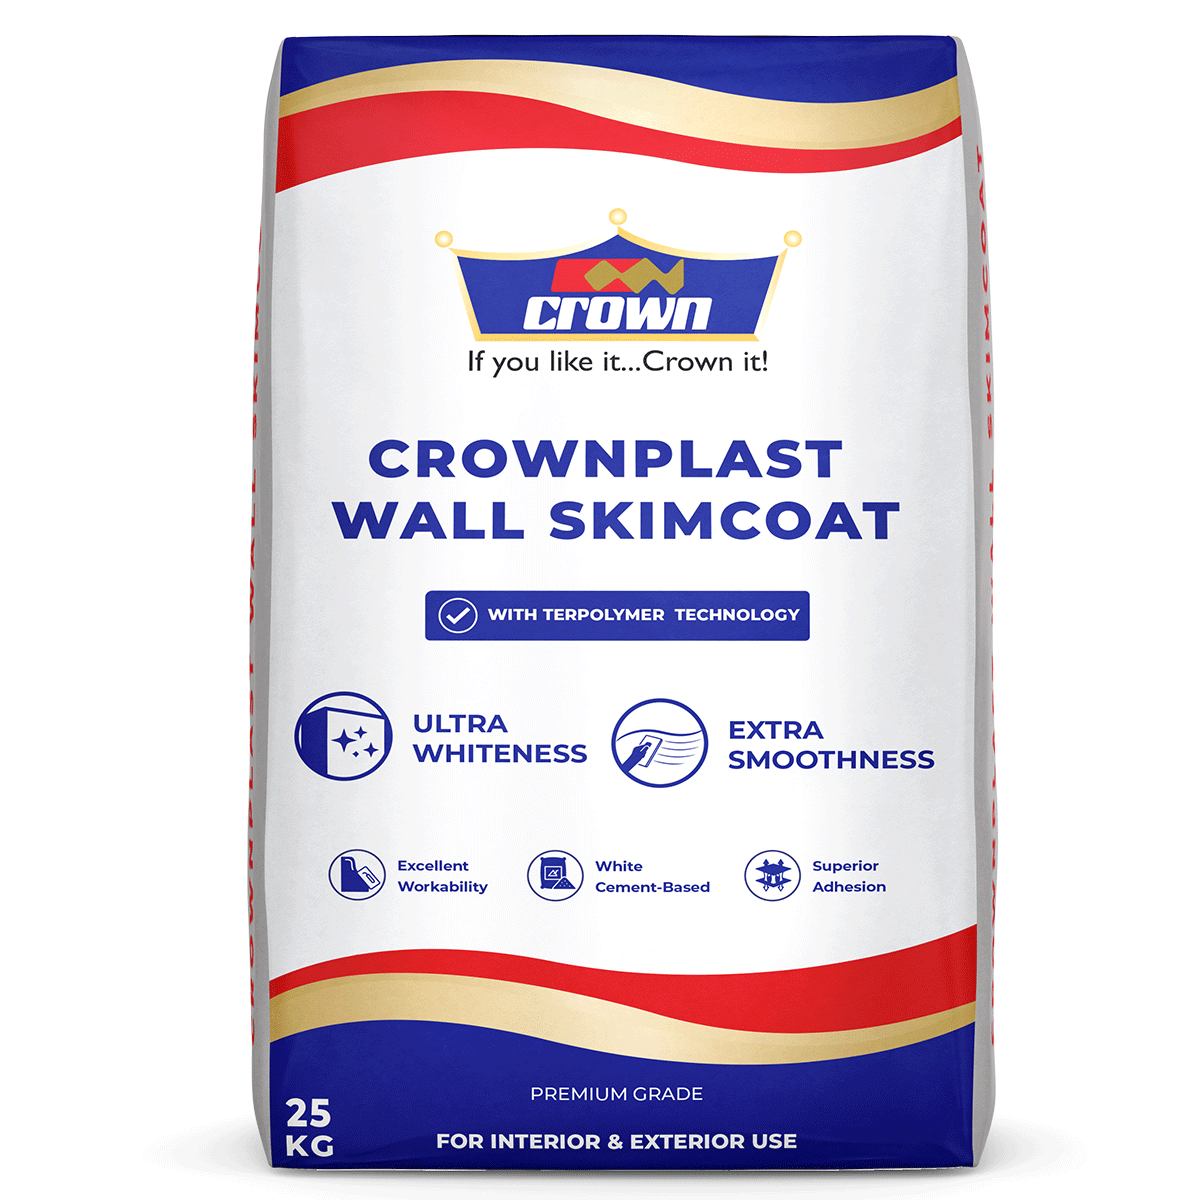 crown
If you like it...Crown it!
CROWNPLAST
WALL SKIMCOAT
WITH TERPOLYMER TECHNOLOGY
ULTRA
WHITENESS
EXTRA
SMOOTHNESS
Excellent
Workability
White
Cement-Based
Superior
Adhesion
PREMIUM GRADE
25
KG
FOR INTERIOR & EXTERIOR USE